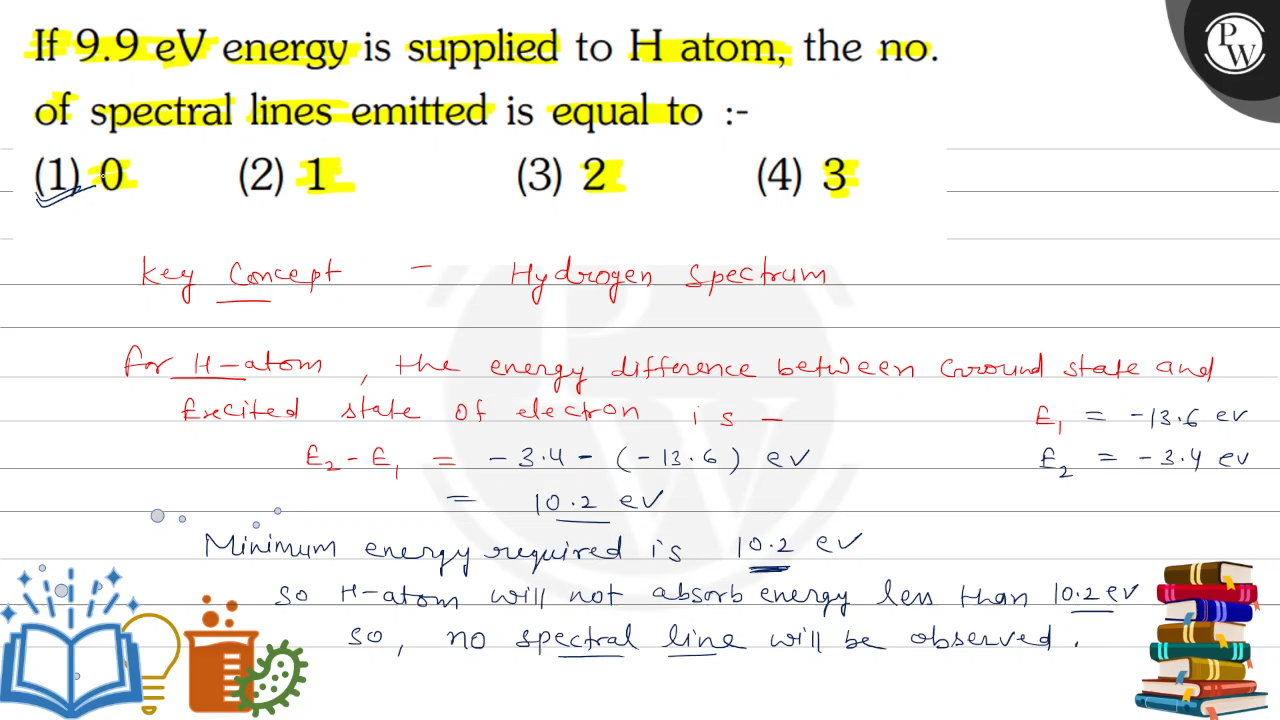 If 9.9 eV energy is supplied to H atom, the no.
of spectral lines emitted is equal to :-
(1) 0 (2) 1 (3) 2 (4) 3
Key Concept - Hydrogen Spectrum
for H-atom, the energy difference between Ground state and
Excited state of electron is -
E₁ = -13.6 eV
E₂ - E₁ = -3.4 - (-13.6) eV
E₂ = -3.4 eV
= 10.2 eV
Minimum energy required is 10.2 eV
so H-atom will not absorb energy less than 10.2 eV
so, no spectral line will be observed.
PW